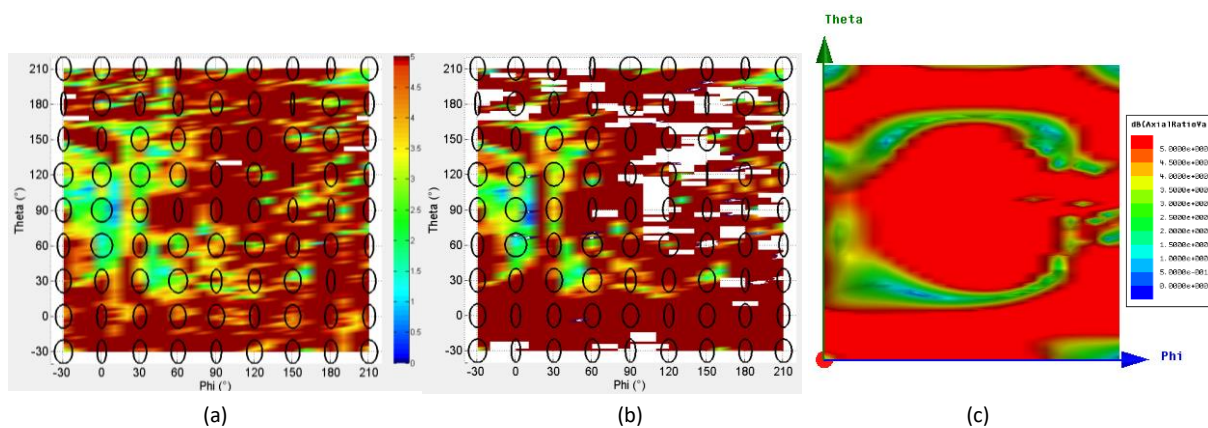 Theta
210
180
150
120
90
60
30
0
-30
Theta (°)
-30 0 30 60 90 120 150 180 210
Phi (°)
5
4.5
4
3.5
3
2.5
2
1.5
1
0.5
0
210
180
150
120
90
60
30
0
-30
Theta (°)
-30 0 30 60 90 120 150 180 210
Phi (°)
dB(AxialRatioVa
5.0000e+000
4.5000e+000
4.0000e+000
3.0000e+000
2.5000e+000
2.0000e+000
1.5000e+000
1.0000e+000
5.0000e-001
0.0000e+000
Phi
(a)
(b)
(c)